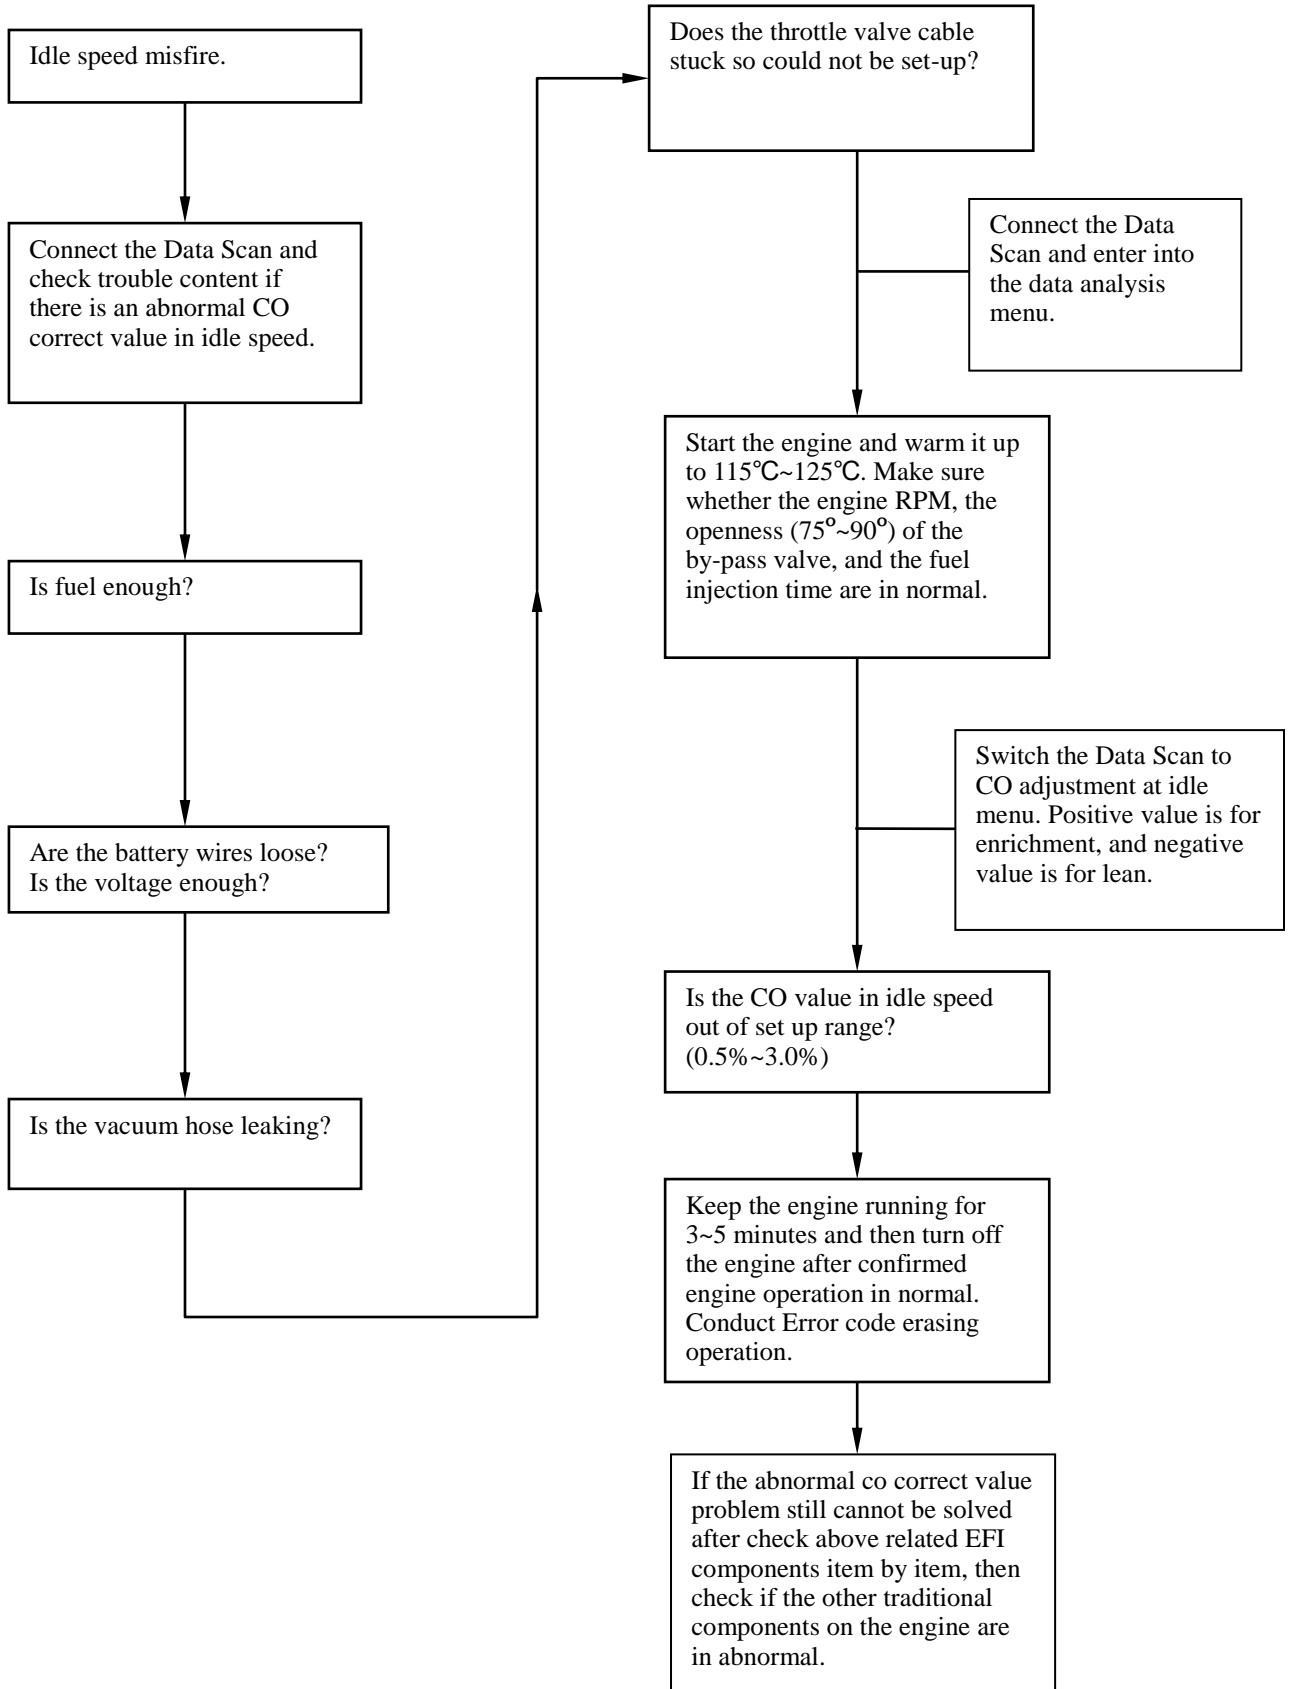 Idle speed misfire.
Connect the Data Scan and
check trouble content if
there is an abnormal CO
correct value in idle speed.
Is fuel enough?
Are the battery wires loose?
Is the voltage enough?
Is the vacuum hose leaking?
Does the throttle valve cable
stuck so could not be set-up?
Connect the Data
Scan and enter into
the data analysis
menu.
Start the engine and warm it up
to 115℃~125℃. Make sure
whether the engine RPM, the
openness (75°~90°) of the
by-pass valve, and the fuel
injection time are in normal.
Switch the Data Scan to
CO adjustment at idle
menu. Positive value is for
enrichment, and negative
value is for lean.
Is the CO value in idle speed
out of set up range?
(0.5%~3.0%)
Keep the engine running for
3~5 minutes and then turn off
the engine after confirmed
engine operation in normal.
Conduct Error code erasing
operation.
If the abnormal co correct value
problem still cannot be solved
after check above related EFI
components item by item, then
check if the other traditional
components on the engine are
in abnormal.